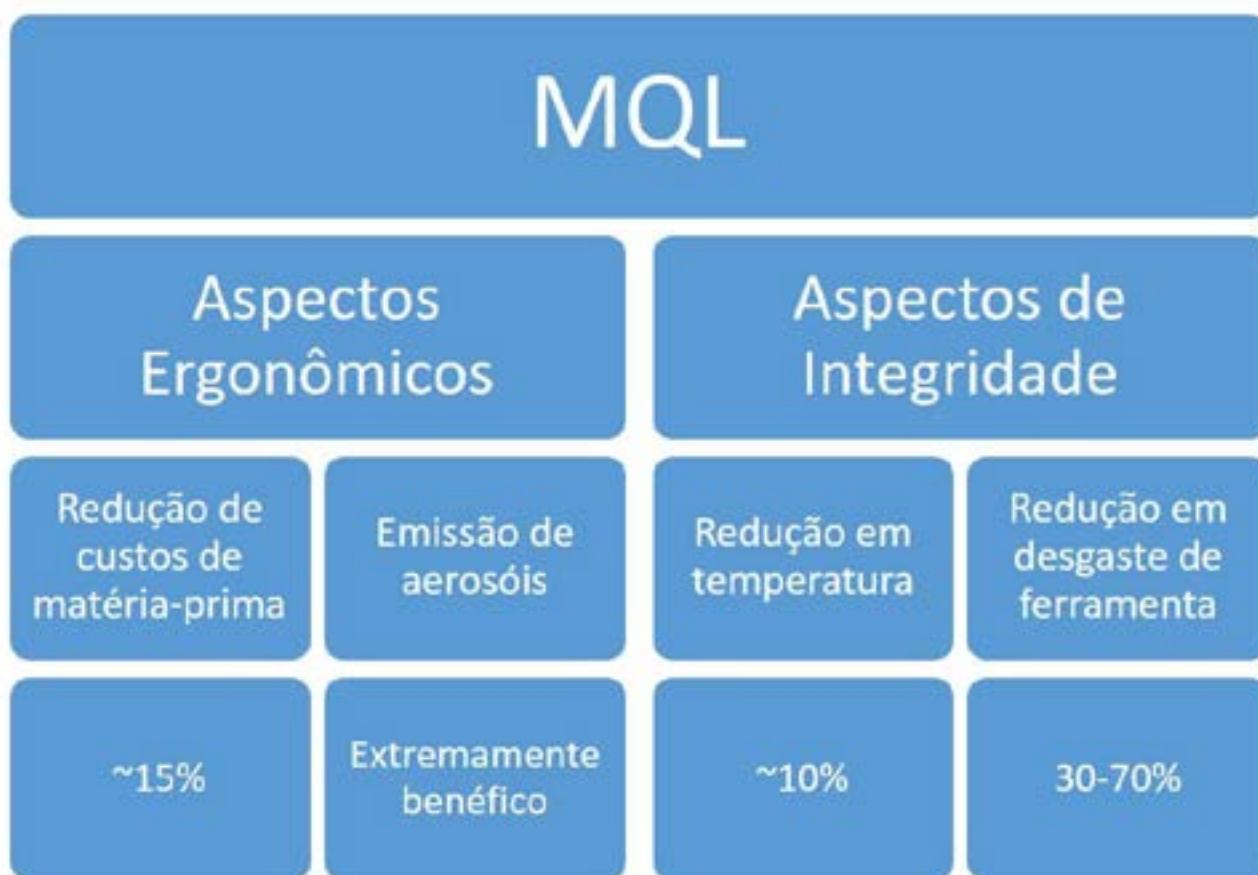 MQL
Aspectos
Ergonômicos
Aspectos de
Integridade
Redução de
custos de
matéria-prima
Emissão de
aerosóis
Redução em
temperatura
Redução em
desgaste de
ferramenta
~15%
Extremamente
benéfico
~10%
30-70%